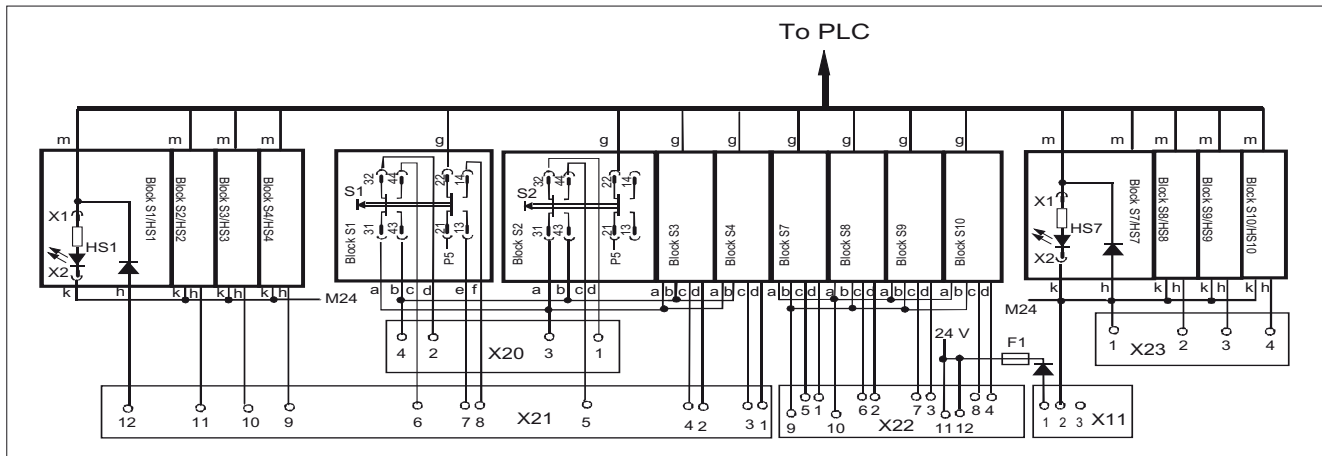 To PLC
m m m m g g g g g g g g m m m m m
Block S1/HS1
Block S2/HS2
Block S3/HS3
Block S4/HS4
X1
HS1
X2
k h k h k h k h
M24
32 44 22 14
S1
31 43 21 13
Block S1
P5
a b c d e f
32 44 22 14
S2
31 43 21 13
Block S2
P5
a b c d
Block S3
Block S4
Block S7
Block S8
Block S9
Block S10
a b c d a b c d a b c d a b c d a b c d a b c d
X1
HS7
X2
Block S7/HS7
Block S8/HS8
Block S9/HS9
Block S10/HS10
k h k h k h k h
M24
24 V
F1
4 2 X20 3 1
1 X23 2 3 4
12 11 10 9 6 7 8 X21 5 4 2 3 1
9 5 1 10 6 2 X22 7 3 11 12 8 4
1 2 3 X11